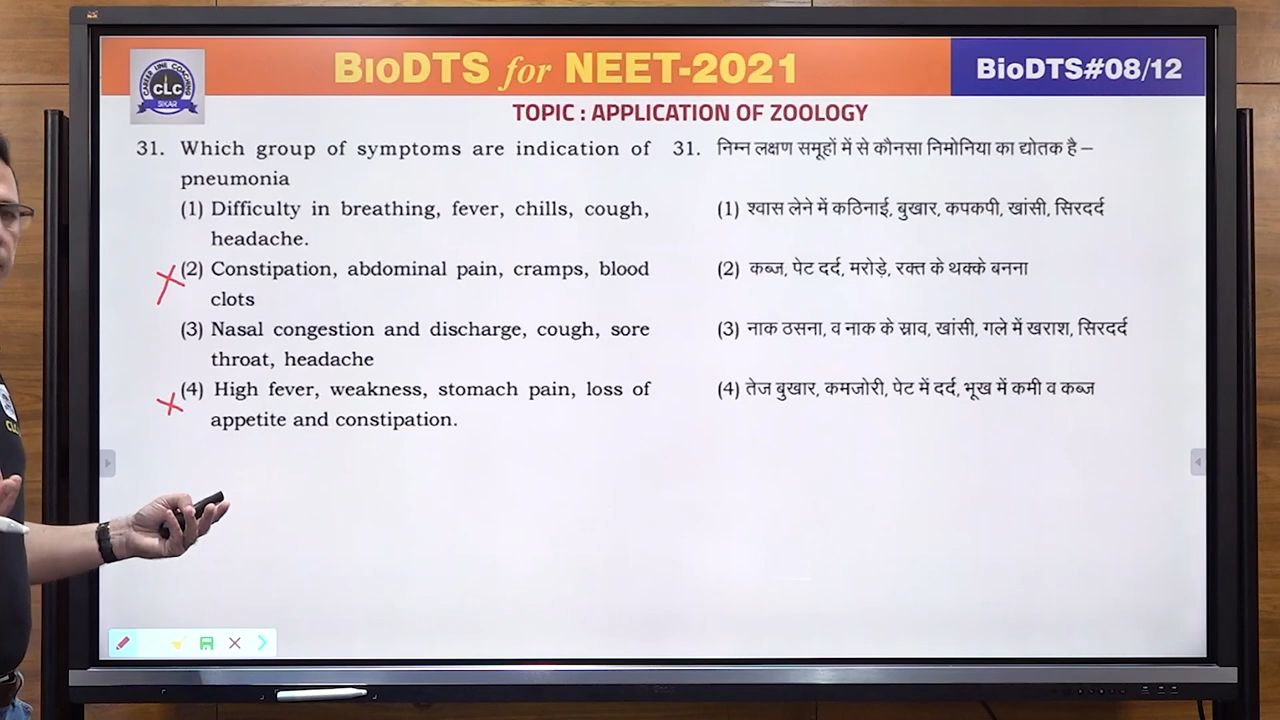 BIODTS for NEET-2021
BioDTS#08/12
CAREER LINE COACHING
CLC
SIKAR
TOPIC : APPLICATION OF ZOOLOGY
31. Which group of symptoms are indication of
pneumonia
(1) Difficulty in breathing, fever, chills, cough,
headache.
(2) Constipation, abdominal pain, cramps, blood
clots
(3) Nasal congestion and discharge, cough, sore
throat, headache
(4) High fever, weakness, stomach pain, loss of
appetite and constipation.
31. निम्न लक्षण समूहों में से कौनसा निमोनिया का द्योतक है –
(1) श्वास लेने में कठिनाई, बुखार, कपकपी, खांसी, सिरदर्द
(2) कब्ज, पेट दर्द, मरोड़े, रक्त के थक्के बनना
(3) नाक ठसना, व नाक के स्राव, खांसी, गले में खराश, सिरदर्द
(4) तेज बुखार, कमजोरी, पेट में दर्द, भूख में कमी व कब्ज